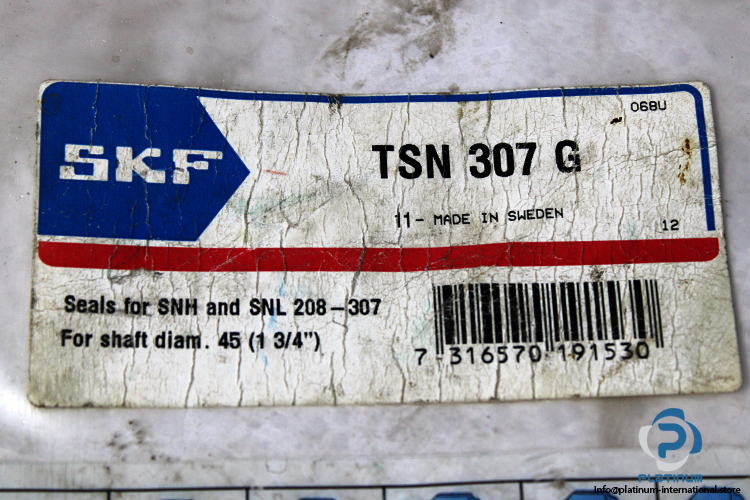 068U
SKF
TSN 307 G
11- MADE IN SWEDEN
12
Seals for SNH and SNL 208-307
For shaft diam. 45 (1 3/4")
7 316570 191530
PLATINUM
Info@platinum-international.store